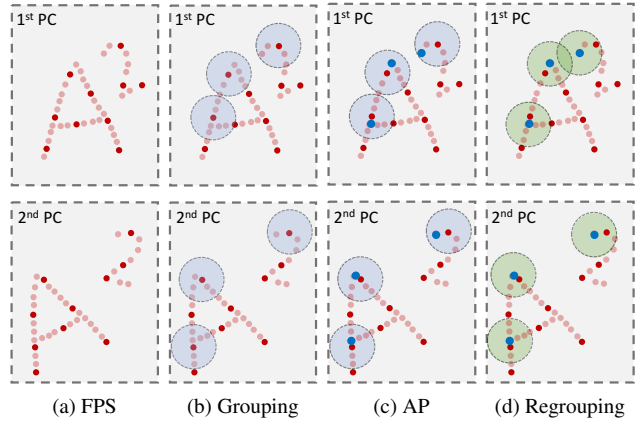 1st PC 1st PC 1st PC 1st PC
2nd PC 2nd PC 2nd PC 2nd PC
(a) FPS (b) Grouping (c) AP (d) Regrouping